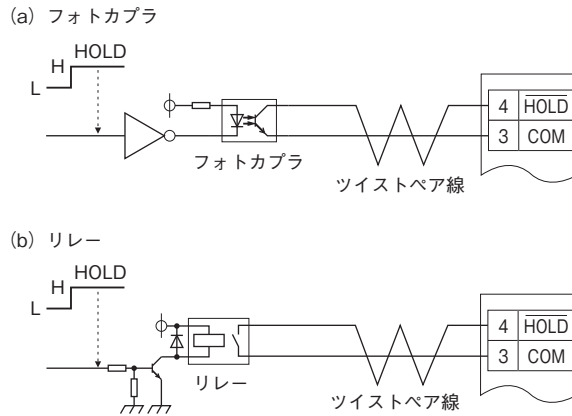 (a) フォトカプラ
HOLD
H
L
4 H̅O̅L̅D̅
3 COM
フォトカプラ
ツイストペア線
(b) リレー
HOLD
H
L
4 H̅O̅L̅D̅
3 COM
リレー
ツイストペア線